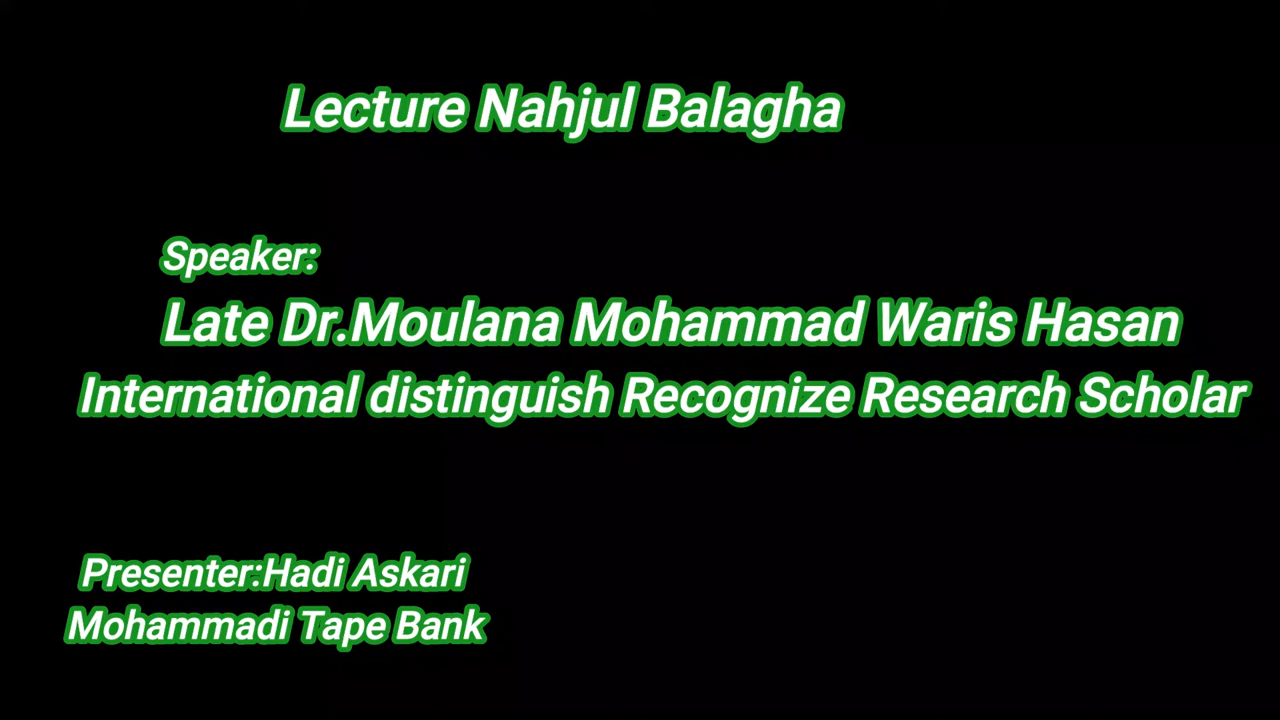 Lecture Nahjul Balagha
Speaker:
Late Dr.Moulana Mohammad Waris Hasan
International distinguish Recognize Research Scholar
Presenter:Hadi Askari
Mohammadi Tape Bank